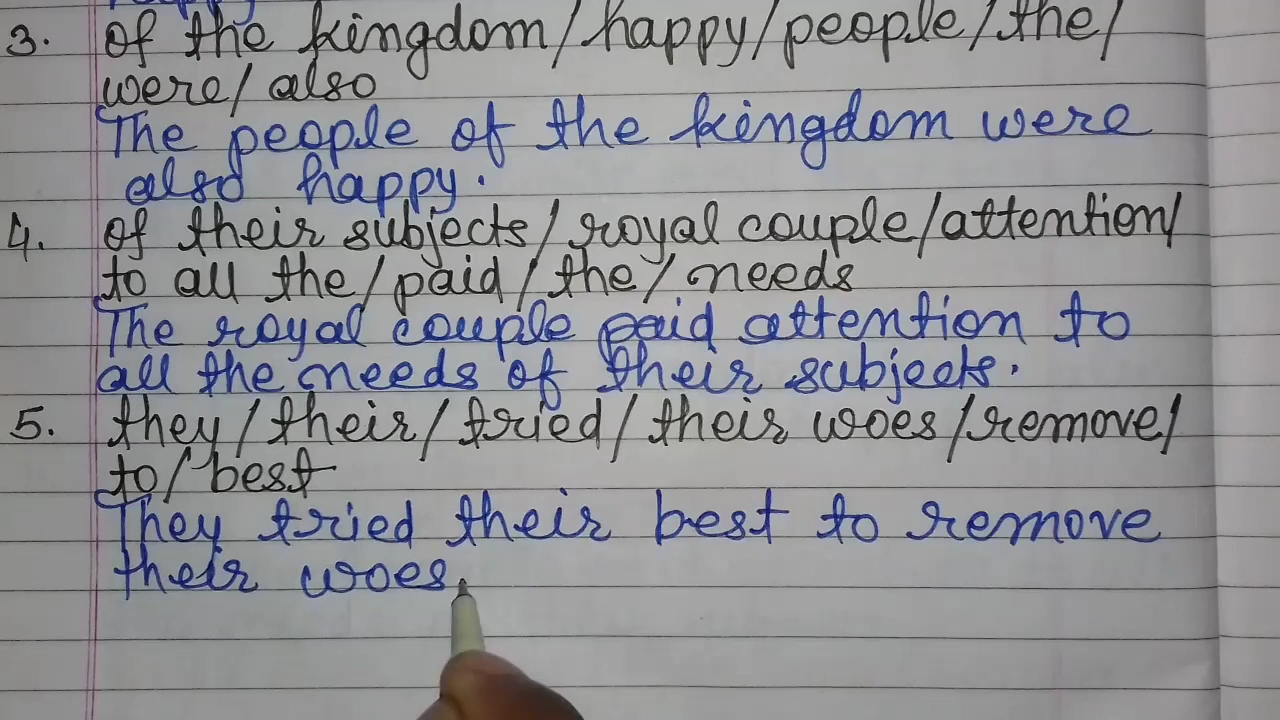 3. of the kingdom/happy/people/the/
were/also
The people of the kingdom were
also happy.
4. of their subjects/royal couple/attention/
to all the/paid/the/needs
The royal couple paid attention to
all the needs of their subjects.
5. they/their/tried/their woes/remove/
to/best
They tried their best to remove
their woes